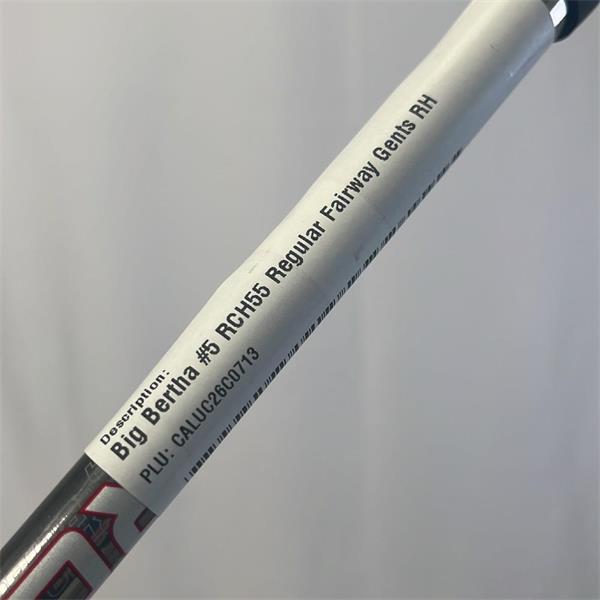 Description:
Big Bertha #5 RCH55 Regular Fairway Gents RH
PLU: CALUC26C0713